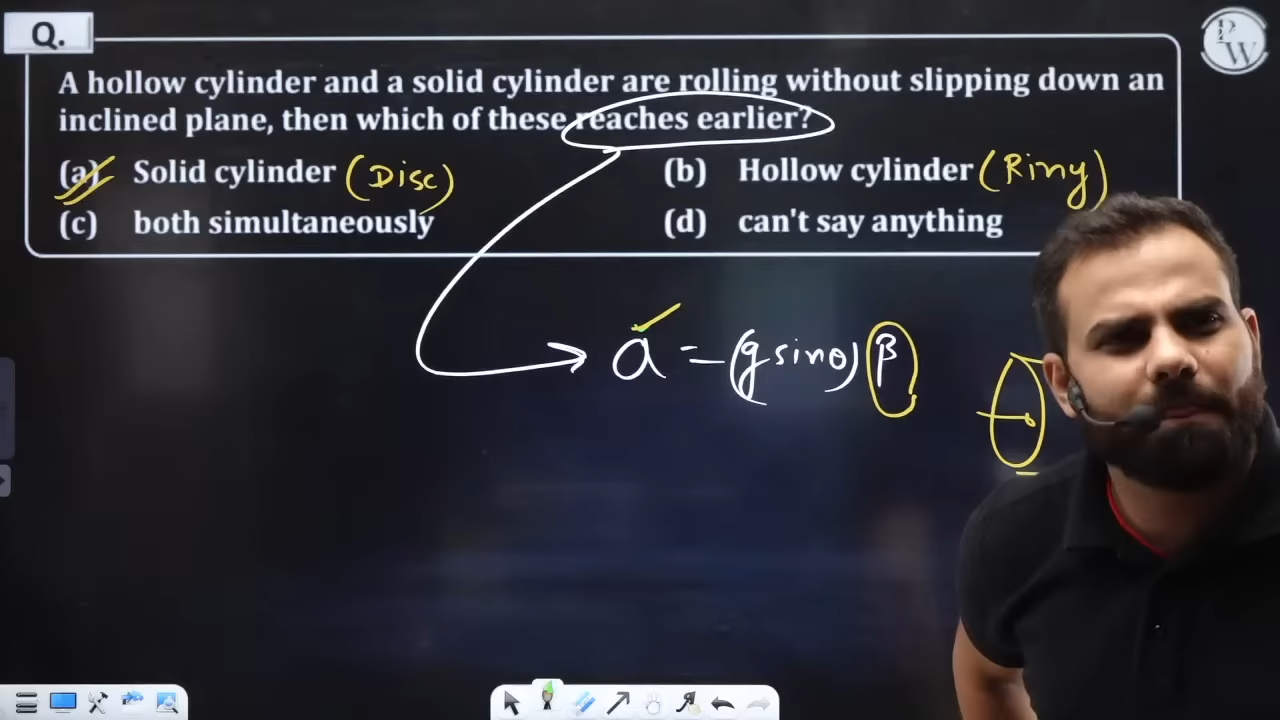 Q.
PW
A hollow cylinder and a solid cylinder are rolling without slipping down an
inclined plane, then which of these reaches earlier?
(a) Solid cylinder (Disc)
(b) Hollow cylinder (Ring)
(c) both simultaneously
(d) can't say anything
a = (g sinθ) β